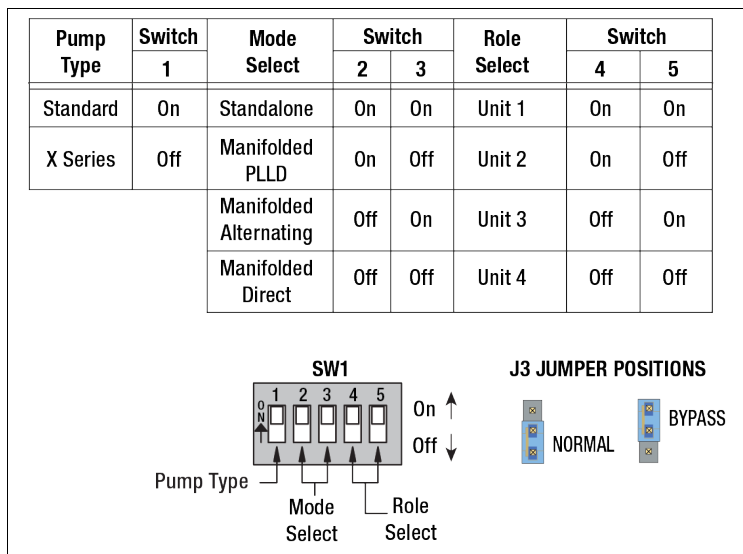 Pump Type Switch Mode Select Switch Role Select Switch
1 2 3 4 5
Standard On Standalone On On Unit 1 On On
X Series Off Manifolded PLLD On Off Unit 2 On Off
Manifolded Alternating Off On Unit 3 Off On
Manifolded Direct Off Off Unit 4 Off Off
SW1
1 2 3 4 5
ON
On
Off
Pump Type
Mode Select
Role Select
J3 JUMPER POSITIONS
NORMAL
BYPASS